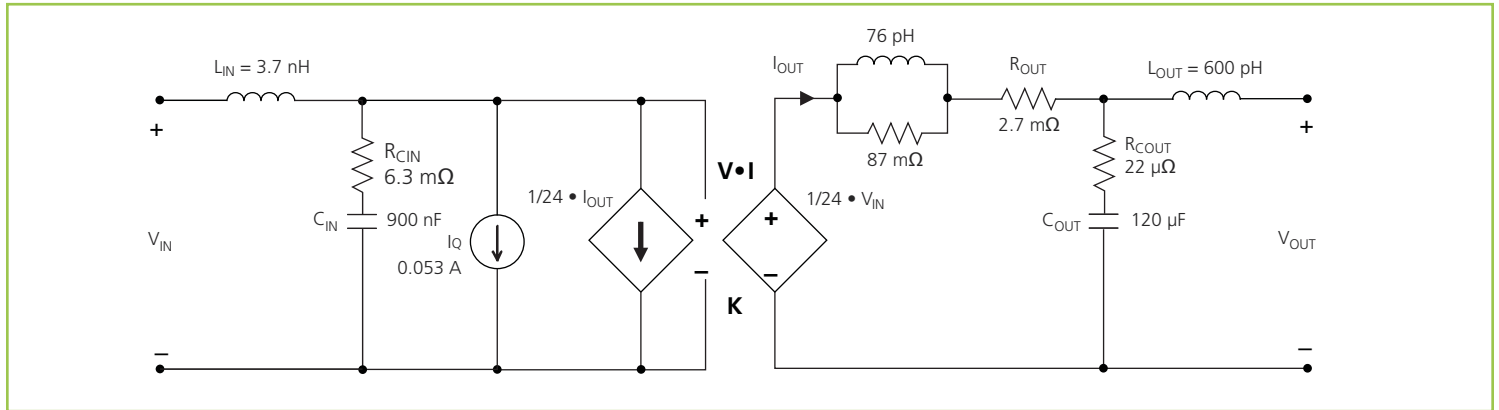 76 pH
L_IN = 3.7 nH
I_OUT
R_OUT
L_OUT = 600 pH
+
2.7 mΩ
+
R_CIN
6.3 mΩ
87 mΩ
R_COUT
22 µΩ
V•I
1/24 • I_OUT
1/24 • V_IN
C_IN
900 nF
+
+
C_OUT
120 µF
V_IN
I_Q
0.053 A
V_OUT
–
–
K
–
–